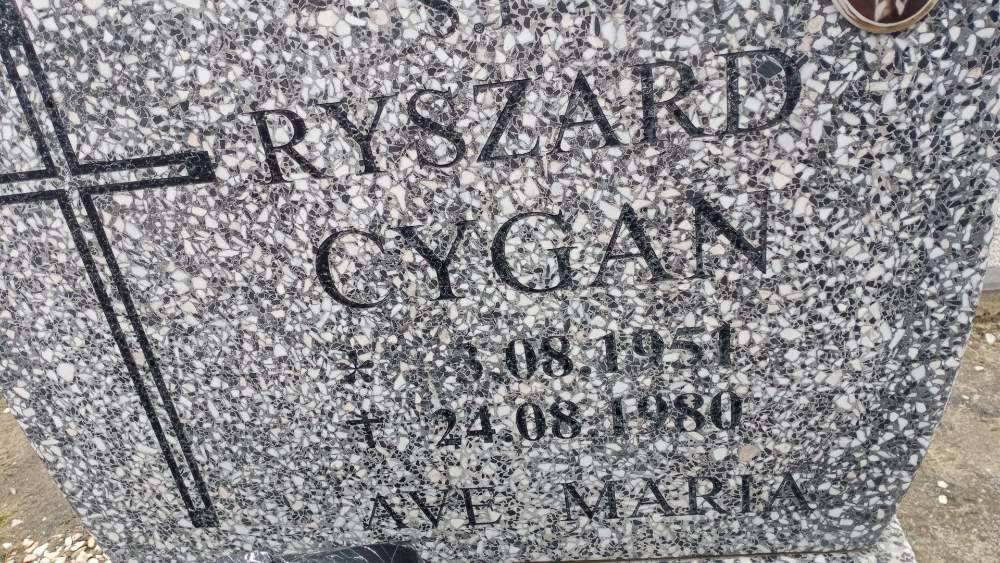 RYSZARD
CYGAN
* 3.08.1951
† 24.08.1980
AVE MARIA